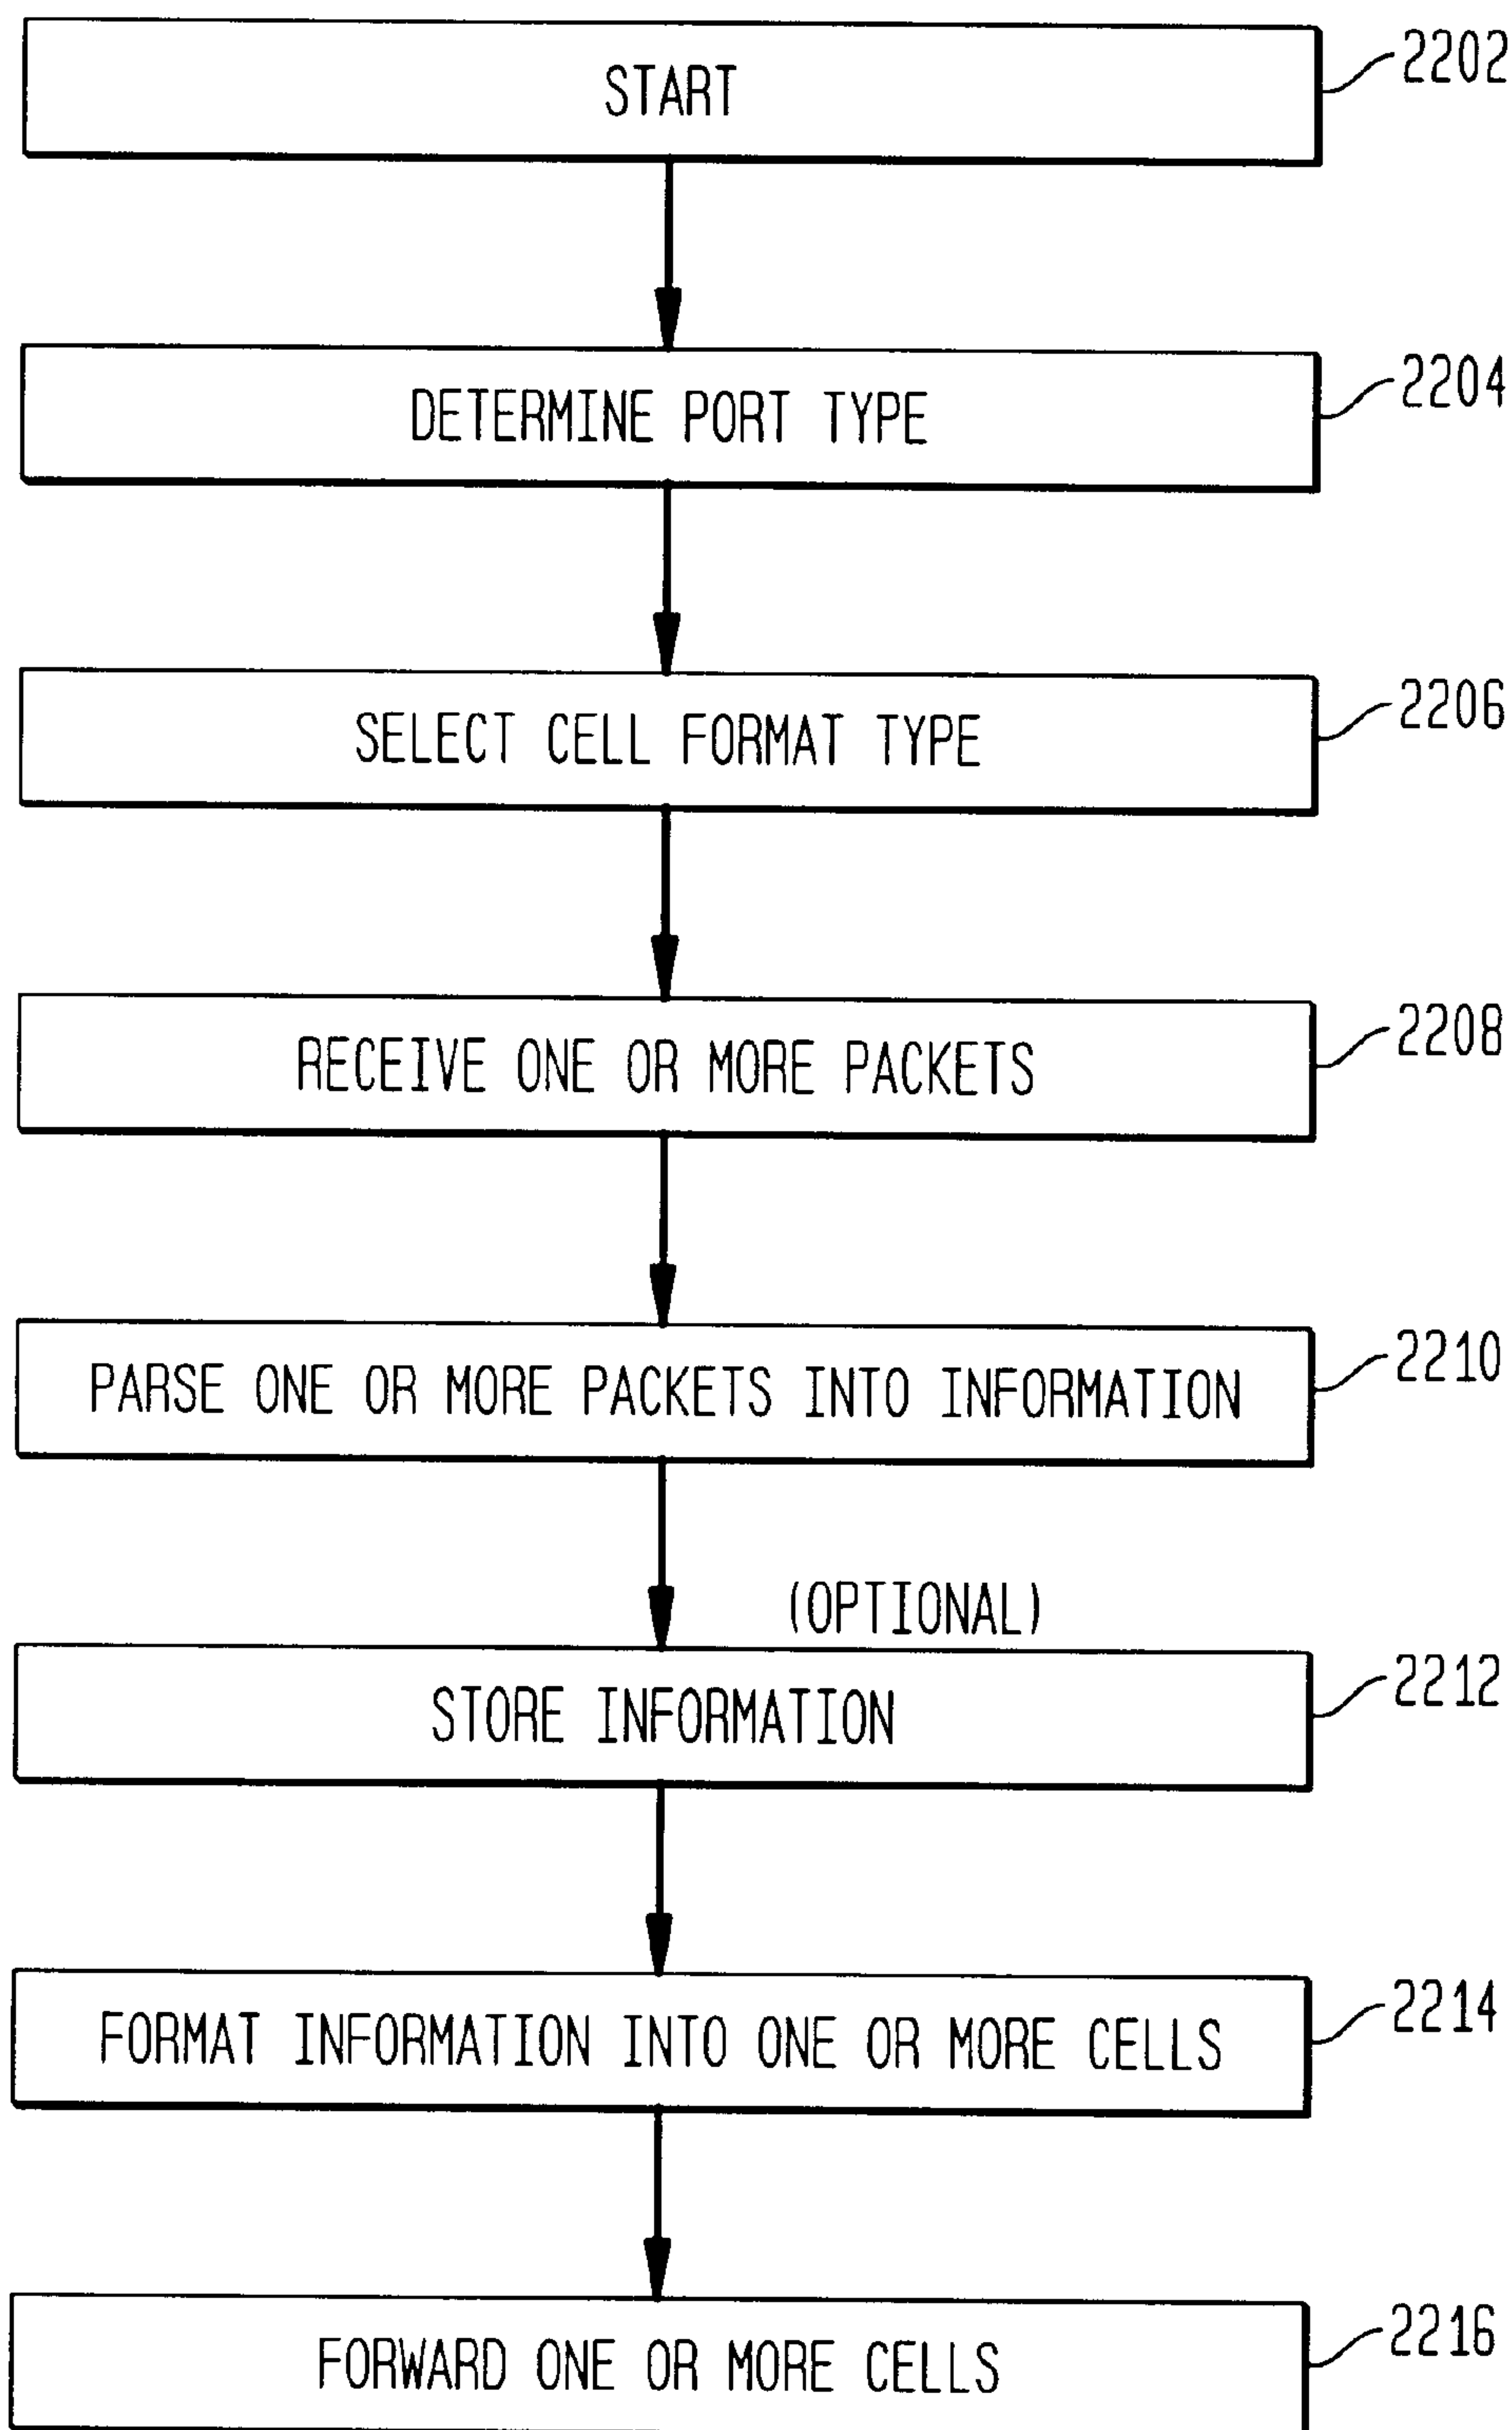 START
2202
DETERMINE PORT TYPE
2204
SELECT CELL FORMAT TYPE
2206
RECEIVE ONE OR MORE PACKETS
2208
PARSE ONE OR MORE PACKETS INTO INFORMATION
2210
(OPTIONAL)
STORE INFORMATION
2212
FORMAT INFORMATION INTO ONE OR MORE CELLS
2214
FORWARD ONE OR MORE CELLS
2216